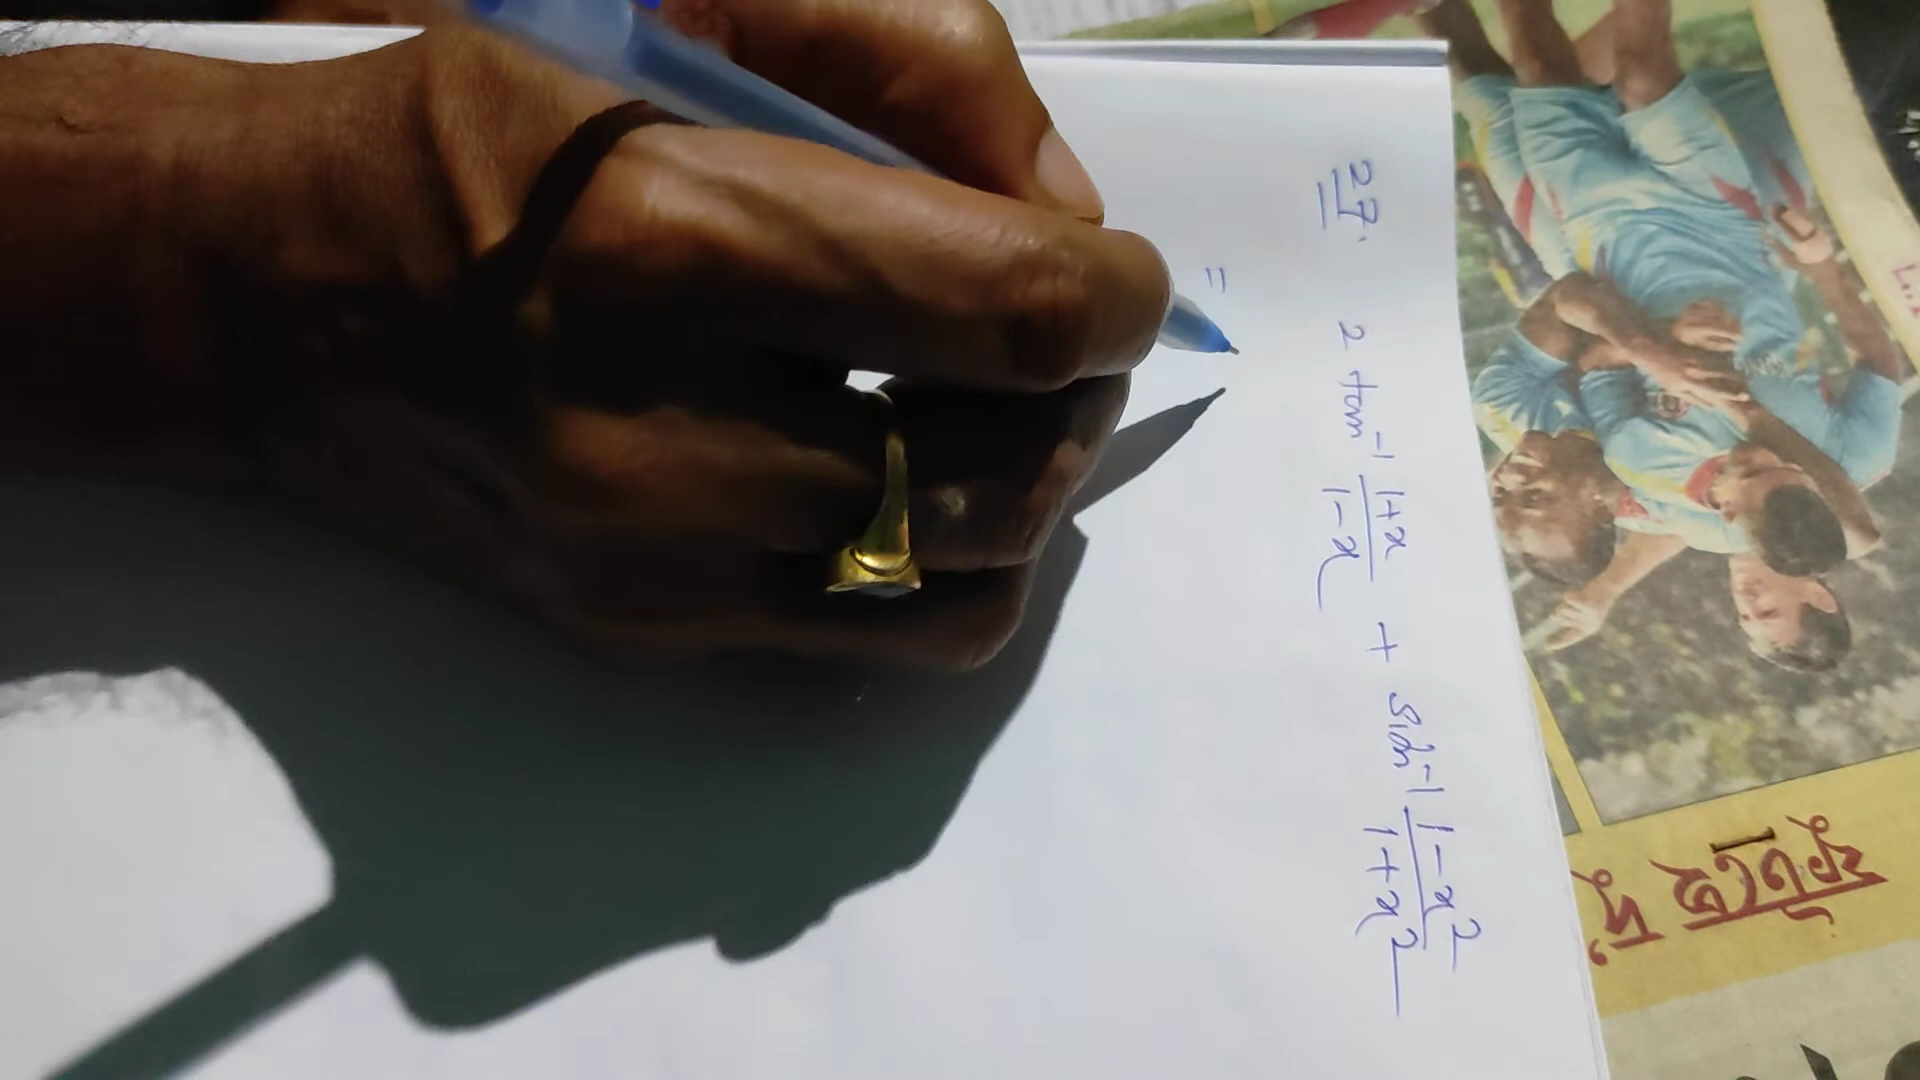 27. 2 tan⁻¹ (1+x)/(1-x) + sin⁻¹ (1-x²)/(1+x²)
=